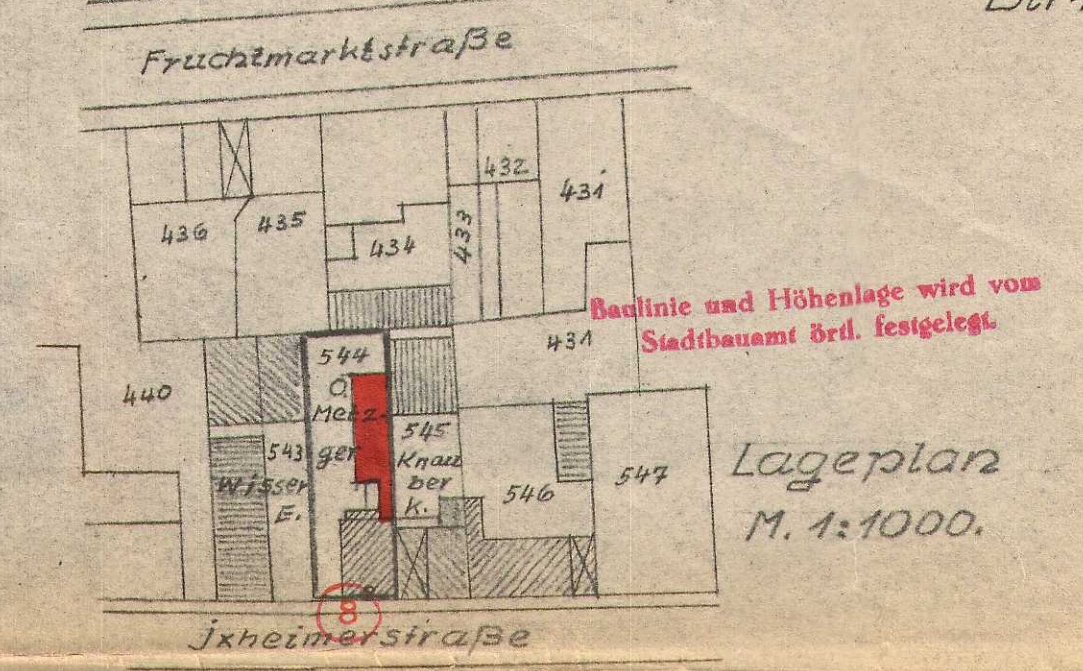 Fruchtmarktstraße
432
431
436
435
433
434
Baulinie und Höhenlage wird vom
Stadtbauamt örtl. festgelegt.
431
544
440
O.
Metz-
ger
545
Knau
ber
K.
543
Wisser
E.
546
547
Lageplan
M. 1:1000.
8
Jxheimerstraße